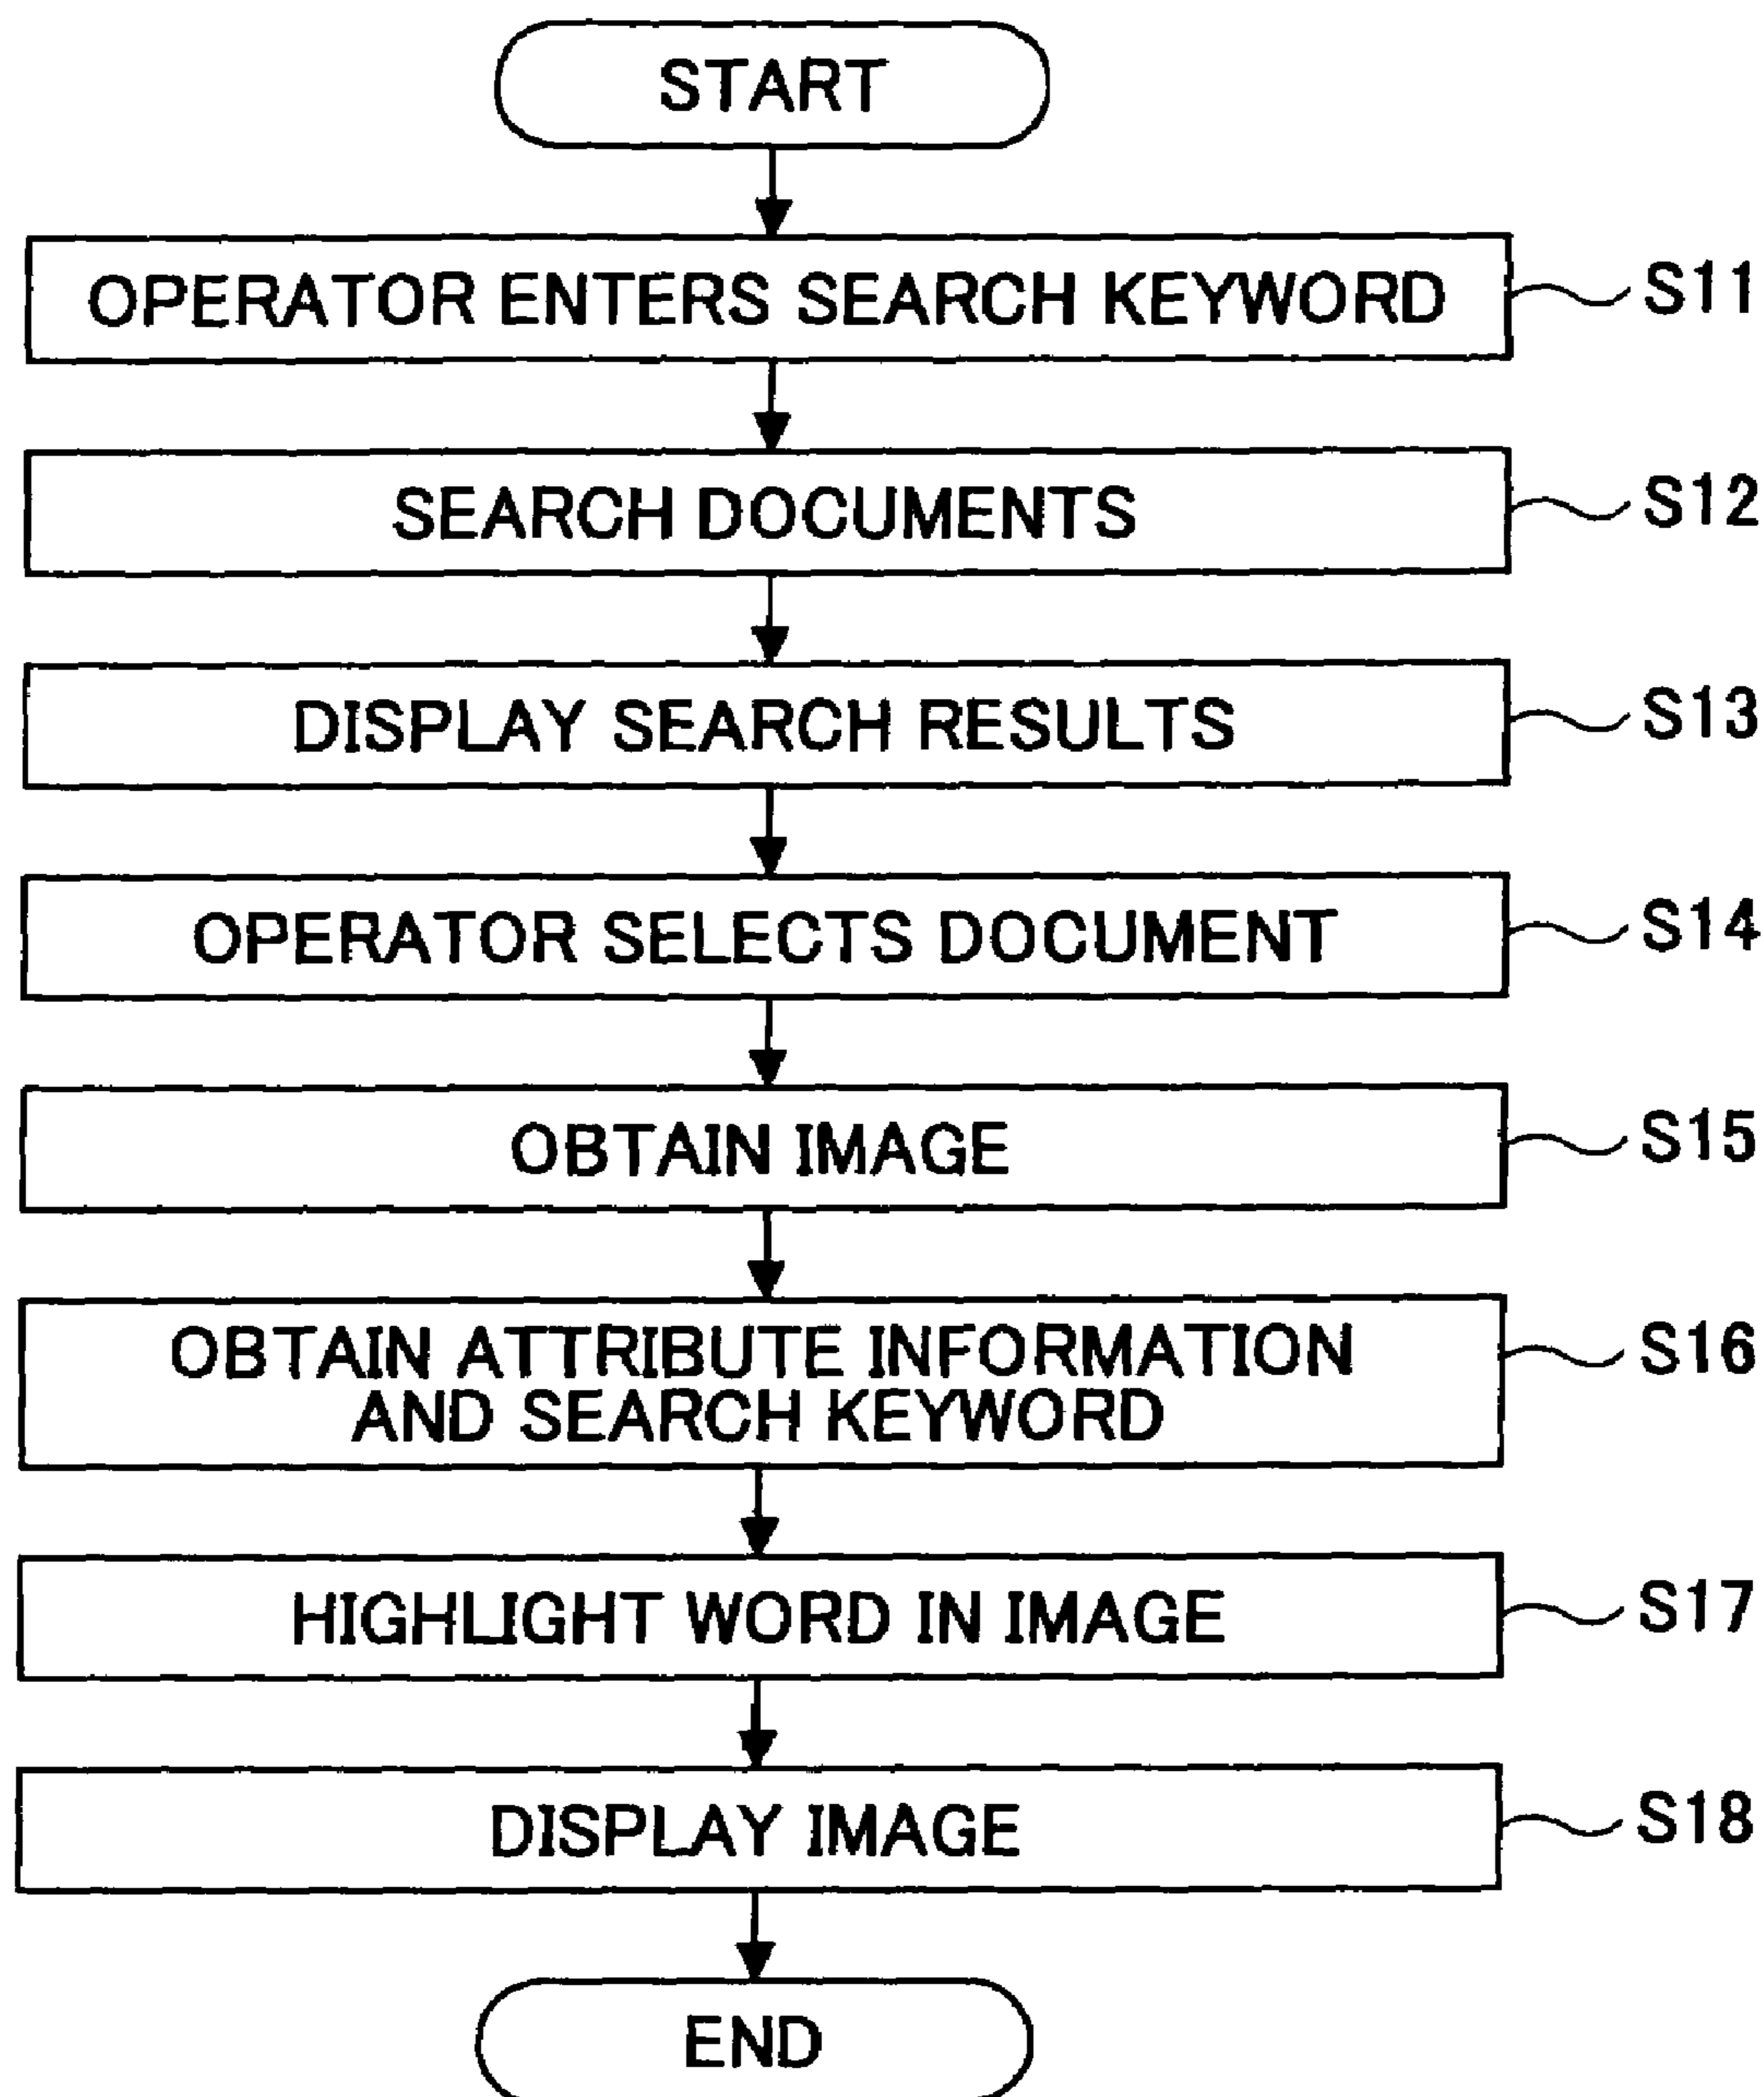 START
OPERATOR ENTERS SEARCH KEYWORD S11
SEARCH DOCUMENTS S12
DISPLAY SEARCH RESULTS S13
OPERATOR SELECTS DOCUMENT S14
OBTAIN IMAGE S15
OBTAIN ATTRIBUTE INFORMATION S16
AND SEARCH KEYWORD
HIGHLIGHT WORD IN IMAGE S17
DISPLAY IMAGE S18
END